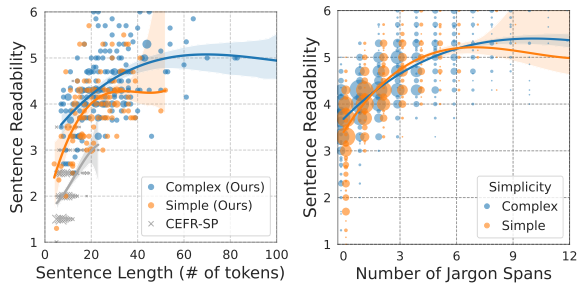 6
5
4
3
2
1
0
20
40
60
80
100
Sentence Readability
Sentence Length (# of tokens)
Complex (Ours)
Simple (Ours)
CEFR-SP
6
5
4
3
2
1
0
3
6
9
12
Sentence Readability
Number of Jargon Spans
Simplicity
Complex
Simple